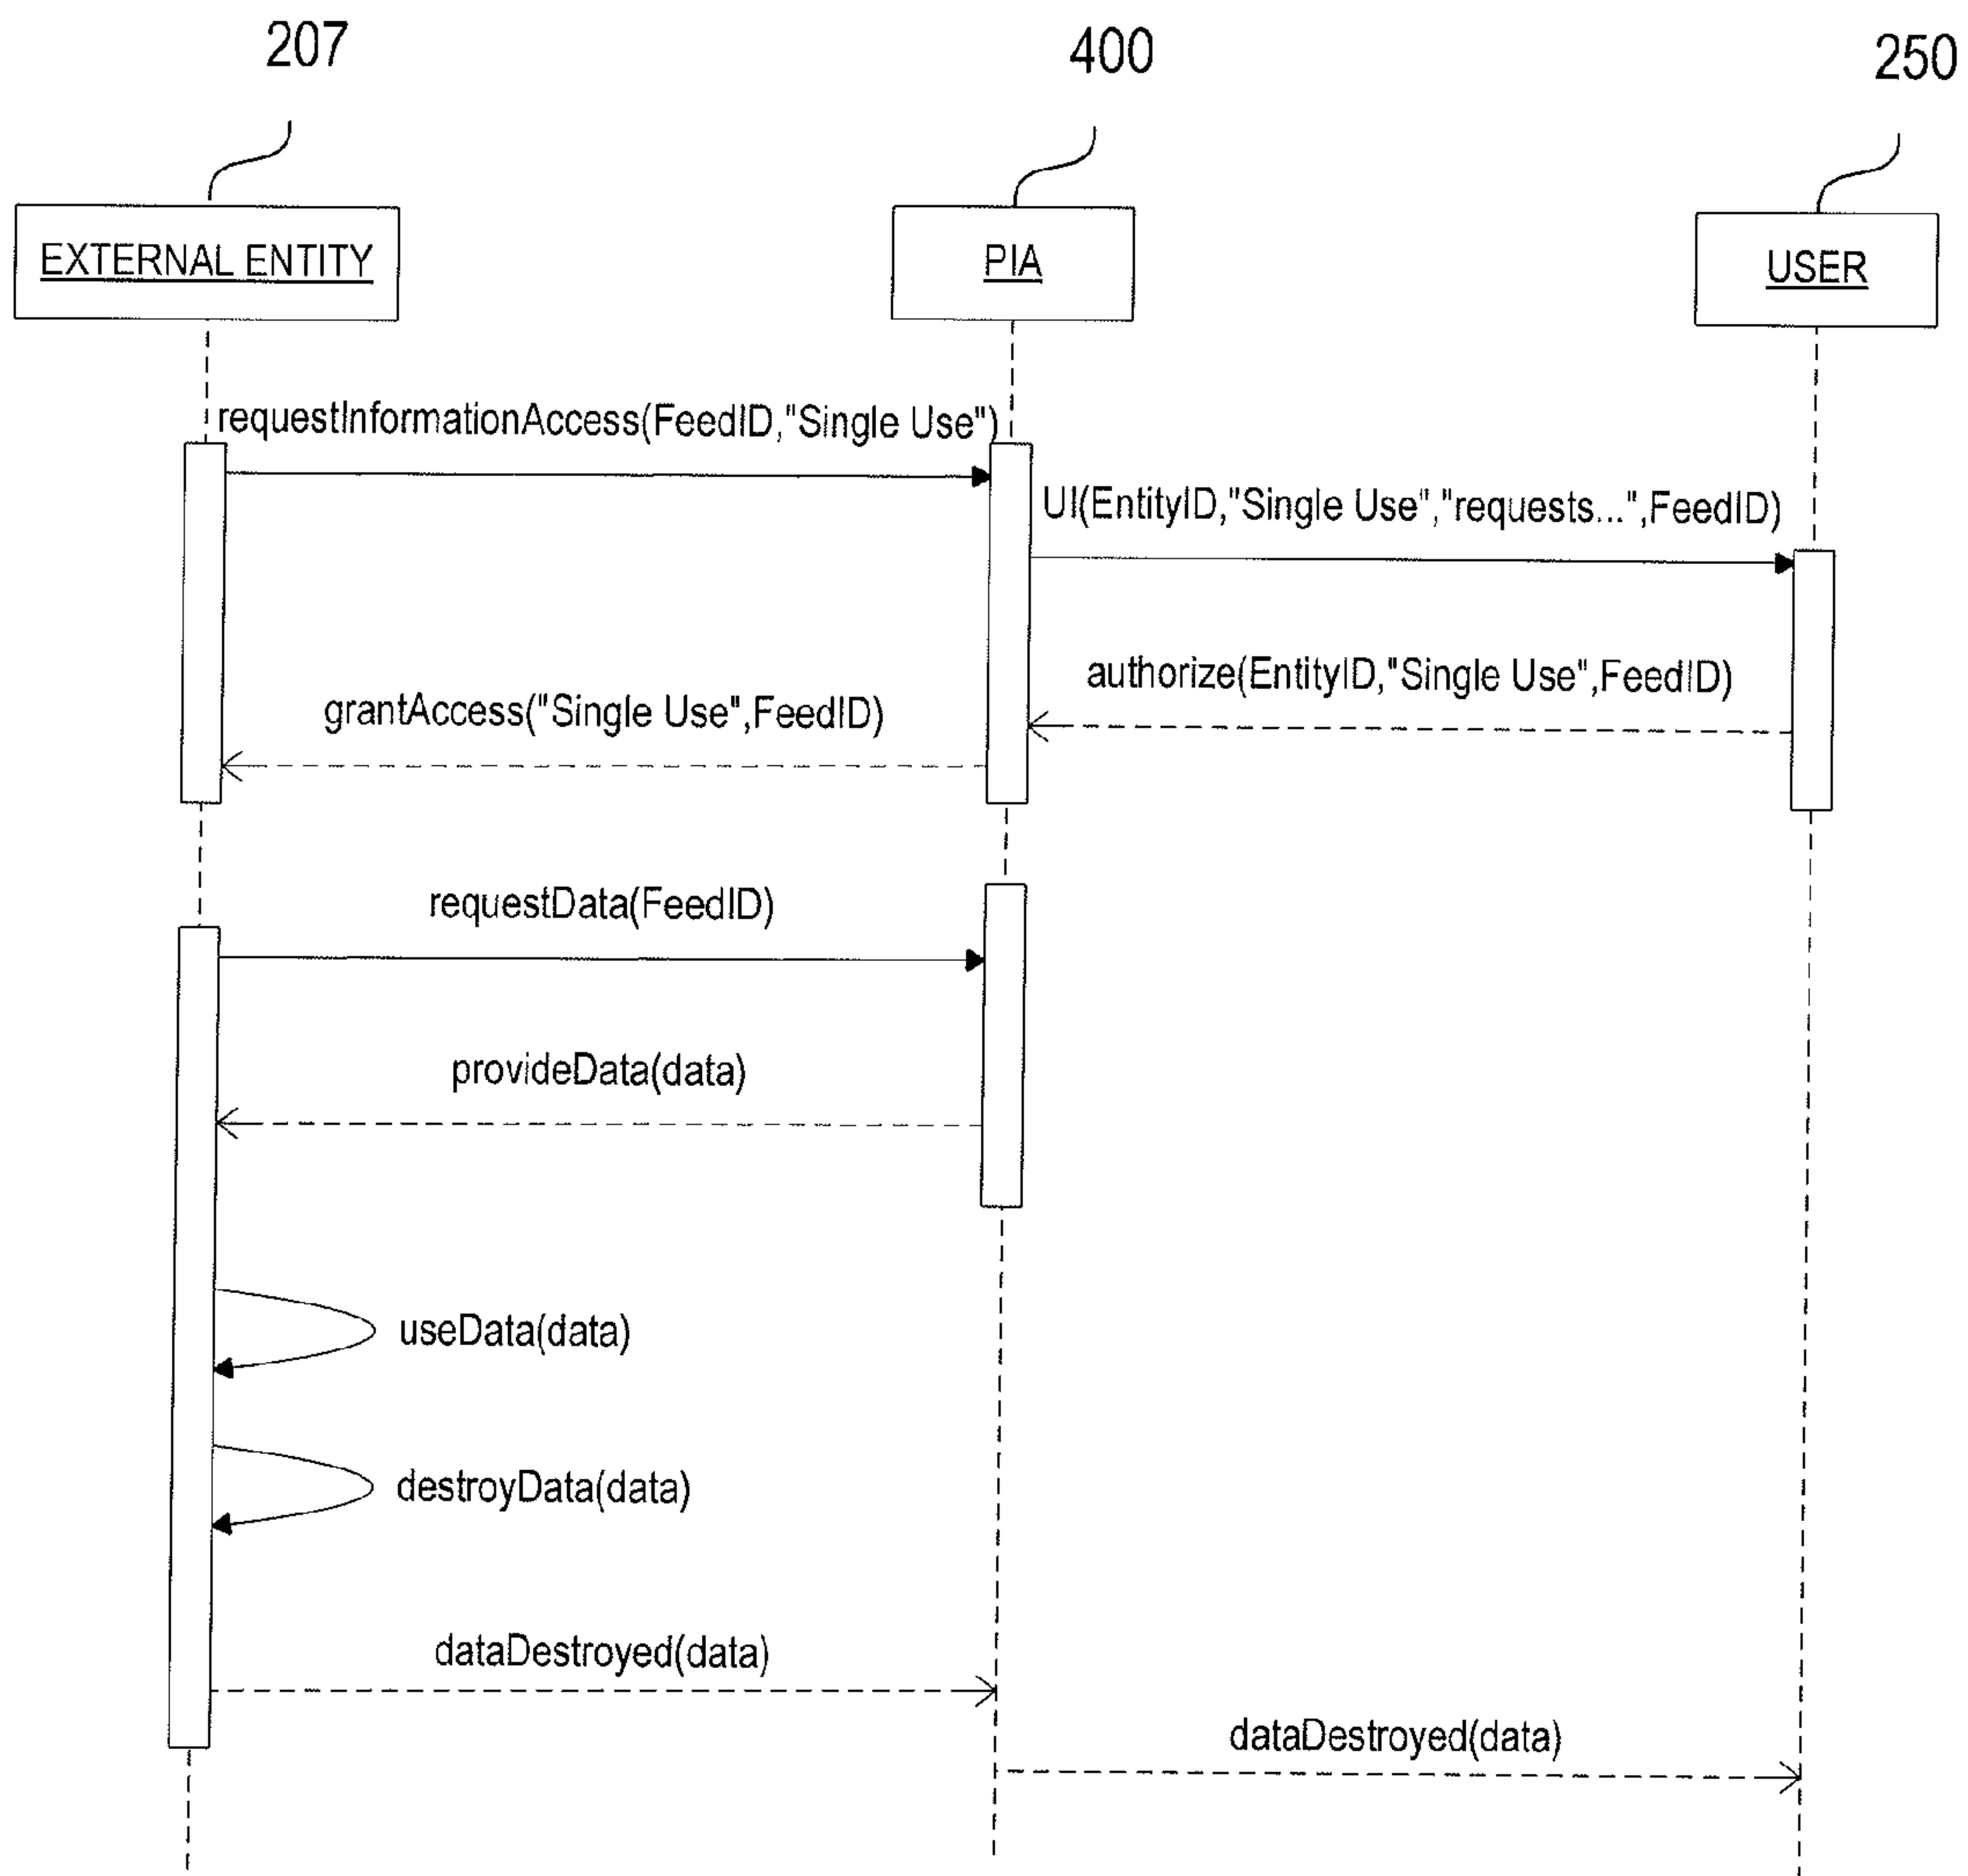 207
400
250
EXTERNAL ENTITY
PIA
USER
requestInformationAccess(FeedID,"Single Use")
UI(EntityID,"Single Use","requests...",FeedID)
authorize(EntityID,"Single Use",FeedID)
grantAccess("Single Use",FeedID)
requestData(FeedID)
provideData(data)
useData(data)
destroyData(data)
dataDestroyed(data)
dataDestroyed(data)